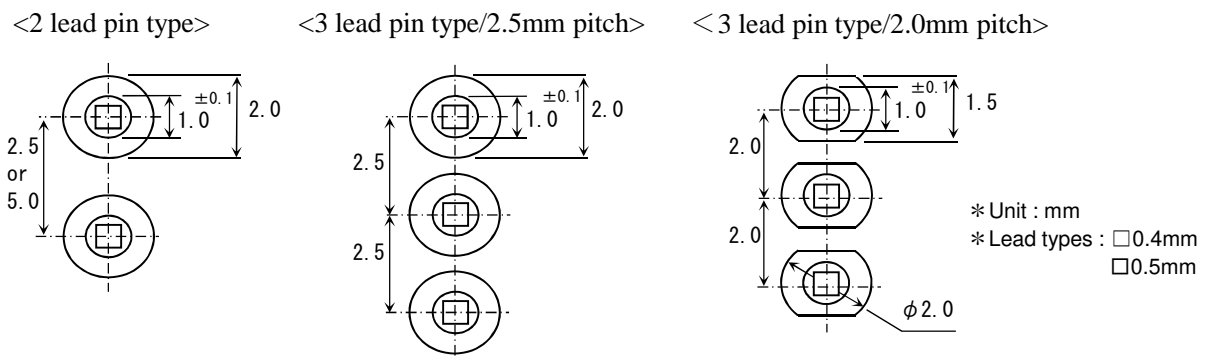 <2 lead pin type>
±0.1
1.0
2.0
2.5
or
5.0
<3 lead pin type/2.5mm pitch>
±0.1
1.0
2.0
2.5
2.5
＜3 lead pin type/2.0mm pitch>
±0.1
1.0
1.5
2.0
2.0
φ2.0
＊Unit : mm
＊Lead types : □0.4mm
□0.5mm